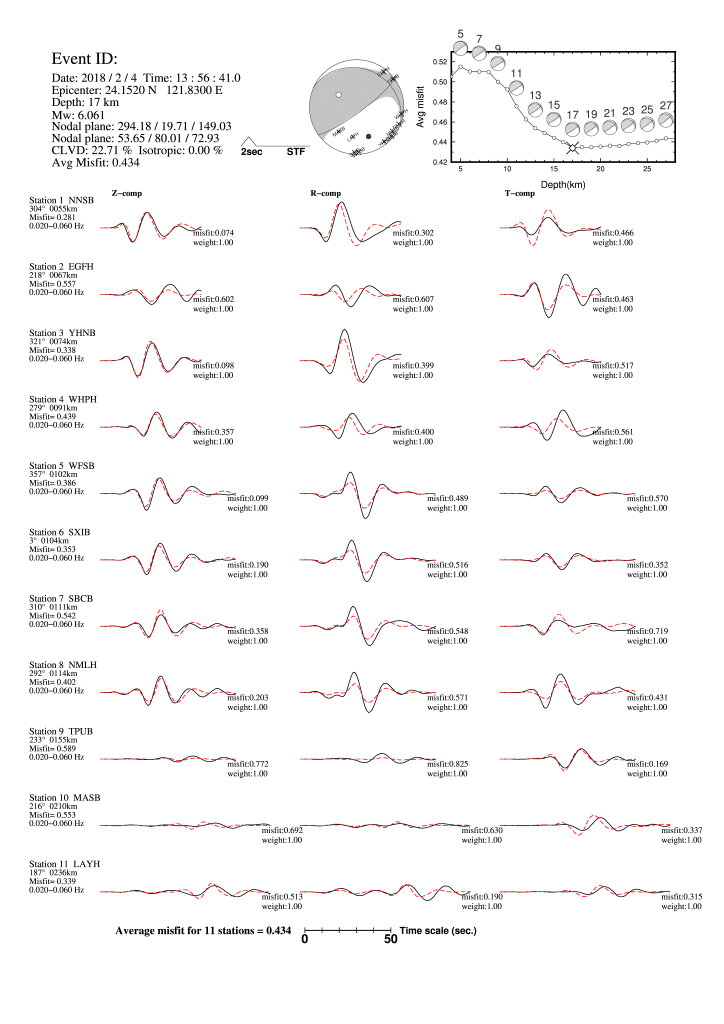 Event ID:
Date: 2018 / 2 / 4 Time: 13 : 56 : 41.0
Epicenter: 24.1520 N 121.8300 E
Depth: 17 km
Mw: 6.061
Nodal plane: 294.18 / 19.71 / 149.03
Nodal plane: 53.65 / 80.01 / 72.93
CLVD: 22.71 % Isotropic: 0.00 %
Avg Misfit: 0.434
2sec STF
5 7 9 11 13 15 17 19 21 23 25 27
Avg misfit
0.52
0.50
0.48
0.46
0.44
0.42
5 10 15 20 25
Depth(km)
Z−comp R−comp T−comp
Station 1 NNSB
304° 0055km
Misfit= 0.281
0.020−0.060 Hz
misfit:0.074 misfit:0.302 misfit:0.466
weight:1.00 weight:1.00 weight:1.00
Station 2 EGFH
218° 0067km
Misfit= 0.557
0.020−0.060 Hz
misfit:0.602 misfit:0.607 misfit:0.463
weight:1.00 weight:1.00 weight:1.00
Station 3 YHNB
321° 0074km
Misfit= 0.338
0.020−0.060 Hz
misfit:0.098 misfit:0.399 misfit:0.517
weight:1.00 weight:1.00 weight:1.00
Station 4 WHPH
279° 0091km
Misfit= 0.439
0.020−0.060 Hz
misfit:0.357 misfit:0.400 misfit:0.561
weight:1.00 weight:1.00 weight:1.00
Station 5 WFSB
357° 0102km
Misfit= 0.386
0.020−0.060 Hz
misfit:0.099 misfit:0.489 misfit:0.570
weight:1.00 weight:1.00 weight:1.00
Station 6 SXIB
3° 0104km
Misfit= 0.353
0.020−0.060 Hz
misfit:0.190 misfit:0.516 misfit:0.352
weight:1.00 weight:1.00 weight:1.00
Station 7 SBCB
310° 0111km
Misfit= 0.542
0.020−0.060 Hz
misfit:0.358 misfit:0.548 misfit:0.719
weight:1.00 weight:1.00 weight:1.00
Station 8 NMLH
292° 0114km
Misfit= 0.402
0.020−0.060 Hz
misfit:0.203 misfit:0.571 misfit:0.431
weight:1.00 weight:1.00 weight:1.00
Station 9 TPUB
233° 0155km
Misfit= 0.589
0.020−0.060 Hz
misfit:0.772 misfit:0.825 misfit:0.169
weight:1.00 weight:1.00 weight:1.00
Station 10 MASB
216° 0210km
Misfit= 0.553
0.020−0.060 Hz
misfit:0.692 misfit:0.630 misfit:0.337
weight:1.00 weight:1.00 weight:1.00
Station 11 LAYH
187° 0236km
Misfit= 0.339
0.020−0.060 Hz
misfit:0.513 misfit:0.190 misfit:0.315
weight:1.00 weight:1.00 weight:1.00
Average misfit for 11 stations = 0.434
0 50
Time scale (sec.)